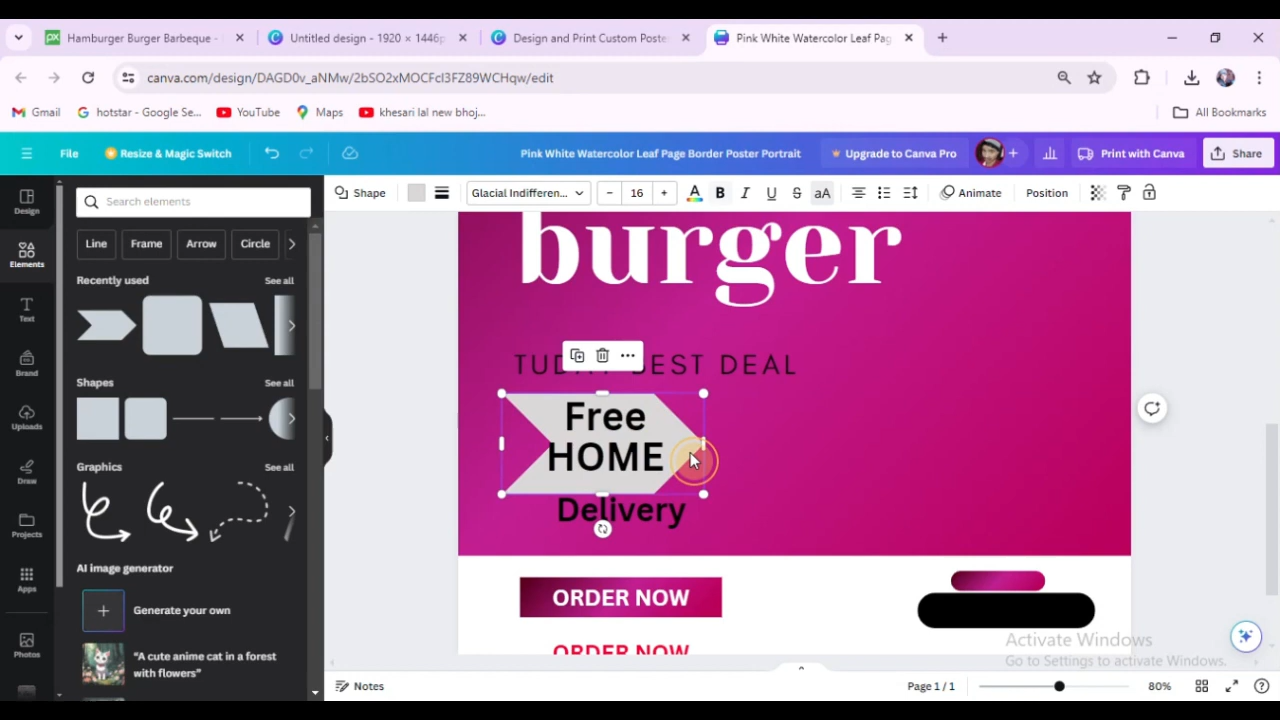 Hamburger Burger Barbeque -
Untitled design - 1920 × 1446p
Design and Print Custom Poste
Pink White Watercolor Leaf Pag
canva.com/design/DAGD0v_aNMw/2bSO2xMOCFcl3FZ89WCHqw/edit
Gmail
hotstar - Google Se...
YouTube
Maps
khesari lal new bhoj...
All Bookmarks
File
Resize & Magic Switch
Pink White Watercolor Leaf Page Border Poster Portrait
Upgrade to Canva Pro
Print with Canva
Share
Design
Elements
Text
Brand
Uploads
Draw
Projects
Apps
Photos
Search elements
Line
Frame
Arrow
Circle
Recently used
See all
Shapes
See all
Graphics
See all
AI image generator
Generate your own
"A cute anime cat in a forest
with flowers"
Shape
Glacial Indifferen...
16
A
B
I
U
S
aA
Animate
Position
burger
BEST DEAL
Free
HOME
Delivery
ORDER NOW
ORDER NOW
Activate Windows
Go to Settings to activate Windows.
Notes
Page 1 / 1
80%